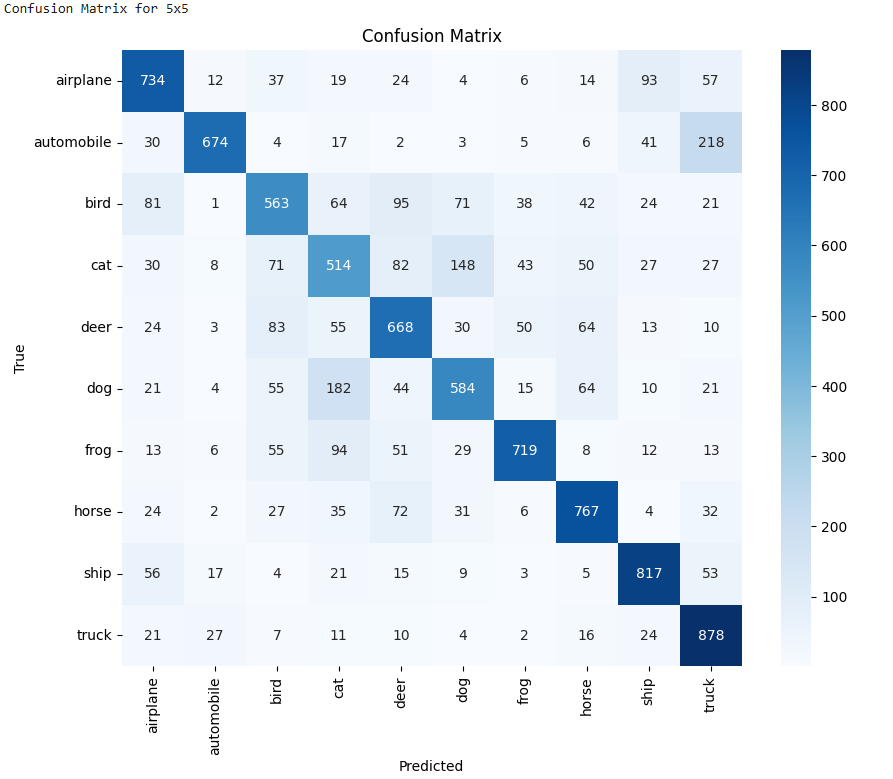 Confusion Matrix for 5x5
Confusion Matrix
airplane 734 12 37 19 24 4 6 14 93 57
automobile 30 674 4 17 2 3 5 6 41 218
bird 81 1 563 64 95 71 38 42 24 21
cat 30 8 71 514 82 148 43 50 27 27
deer 24 3 83 55 668 30 50 64 13 10
dog 21 4 55 182 44 584 15 64 10 21
frog 13 6 55 94 51 29 719 8 12 13
horse 24 2 27 35 72 31 6 767 4 32
ship 56 17 4 21 15 9 3 5 817 53
truck 21 27 7 11 10 4 2 16 24 878
True
airplane automobile bird cat deer dog frog horse ship truck
Predicted
800
700
600
500
400
300
200
100